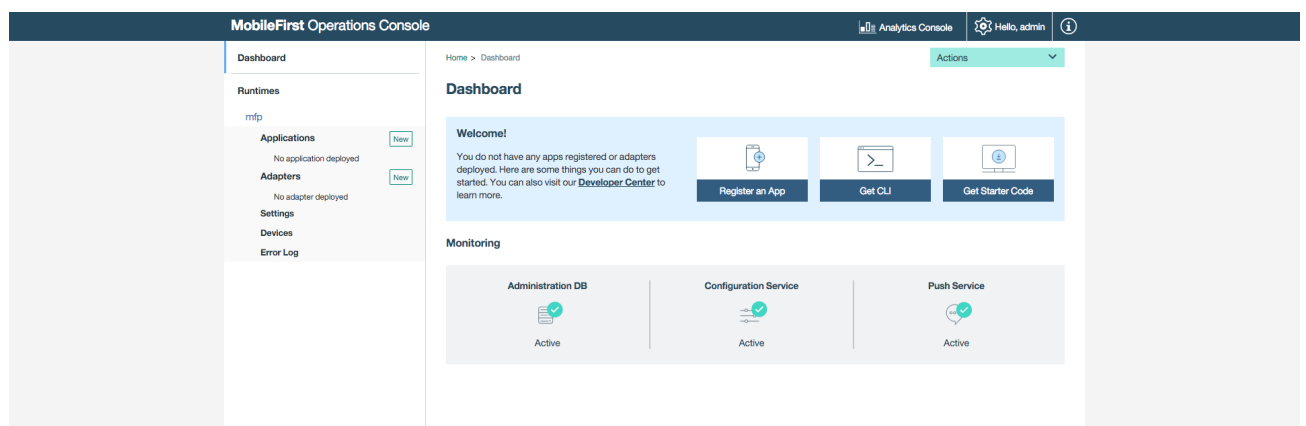 MobileFirst Operations Console
Analytics Console
Hello, admin
Dashboard
Runtimes
mfp
Applications
New
No application deployed
Adapters
New
No adapter deployed
Settings
Devices
Error Log
Home > Dashboard
Actions
Dashboard
Welcome!
You do not have any apps registered or adapters
deployed. Here are some things you can do to get
started. You can also visit our Developer Center to
learn more.
Register an App
Get CLI
Get Starter Code
Monitoring
Administration DB
Active
Configuration Service
Active
Push Service
Active